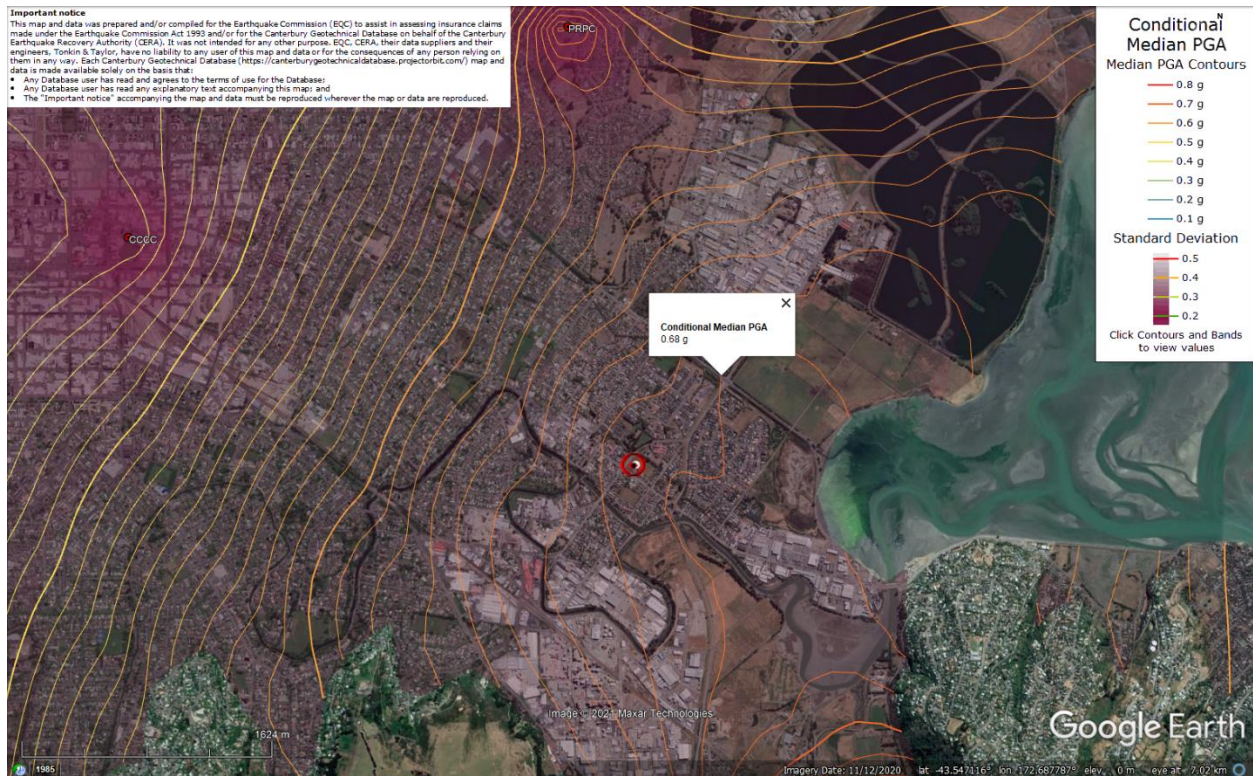 Important notice
This map and data was prepared and/or compiled for the Earthquake Commission (EQC) to assist in assessing insurance claims
made under the Earthquake Commission Act 1993 and/or for the Canterbury Geotechnical Database on behalf of the Canterbury
Earthquake Recovery Authority (CERA). It was not intended for any other purpose. EQC, CERA, their data suppliers and their
engineers, Tonkin & Taylor, have no liability to any user of this map and data or for the consequences of any person relying on
them in any way. Each Canterbury Geotechnical Database (https://canterburygeotechnicaldatabase.projectorbit.com/) map and
data is made available solely on the basis that:
• Any Database user has read and agrees to the terms of use for the Database;
• Any Database user has read any explanatory text accompanying this map; and
• The "Important notice" accompanying the map and data must be reproduced wherever the map or data are reproduced.
PRPC
CCCC
Conditional Median PGA
0.68 g
N
Conditional
Median PGA
Median PGA Contours
0.8 g
0.7 g
0.6 g
0.5 g
0.4 g
0.3 g
0.2 g
0.1 g
Standard Deviation
0.5
0.4
0.3
0.2
Click Contours and Bands
to view values
Image © 2021 Maxar Technologies
1624 m
Google Earth
1985
Imagery Date: 11/12/2020 lat -43.547116° lon 172.687787° elev 0 m eye alt 7.02 km